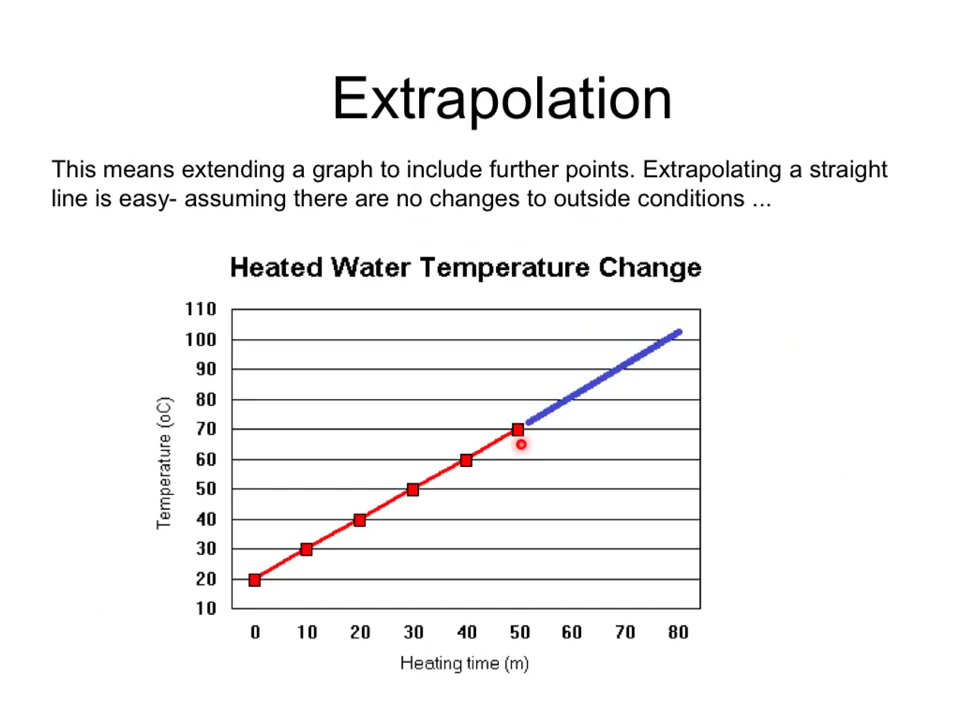 Extrapolation
This means extending a graph to include further points. Extrapolating a straight
line is easy- assuming there are no changes to outside conditions ...
Heated Water Temperature Change
110
100
90
80
70
60
50
40
30
20
10
Temperature (oC)
0 10 20 30 40 50 60 70 80
Heating time (m)